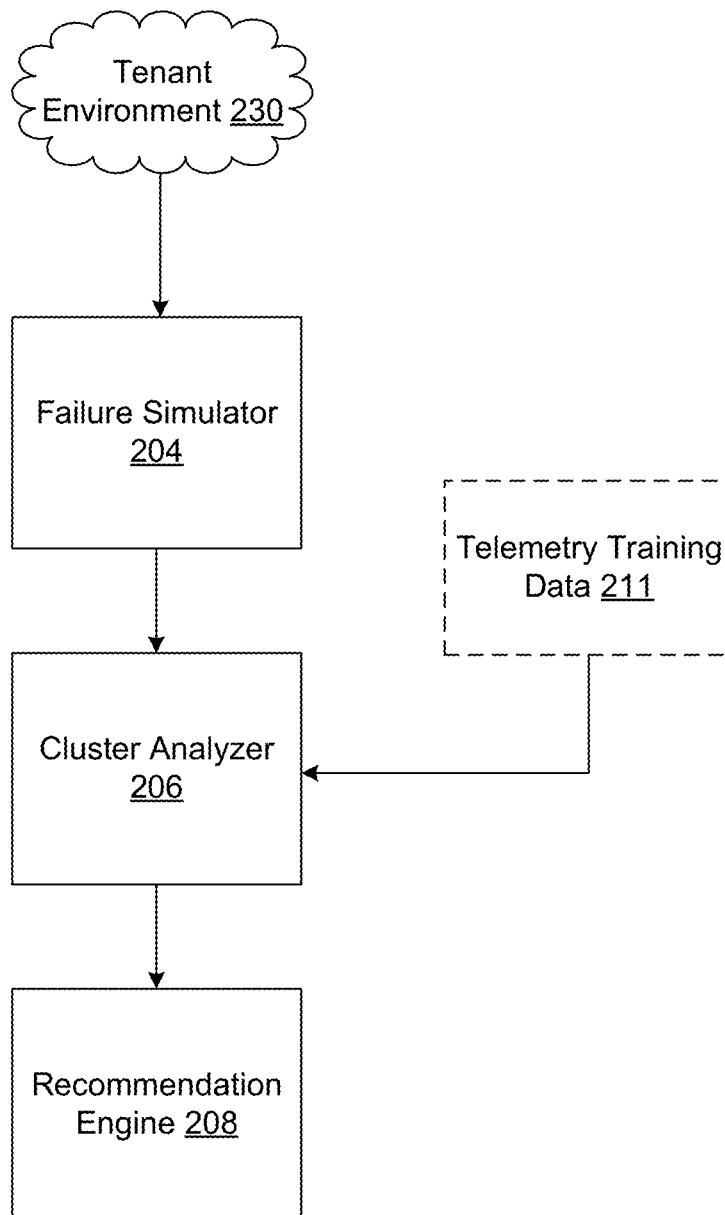 Tenant
Environment 230
Failure Simulator
204
Telemetry Training
Data 211
Cluster Analyzer
206
Recommendation
Engine 208